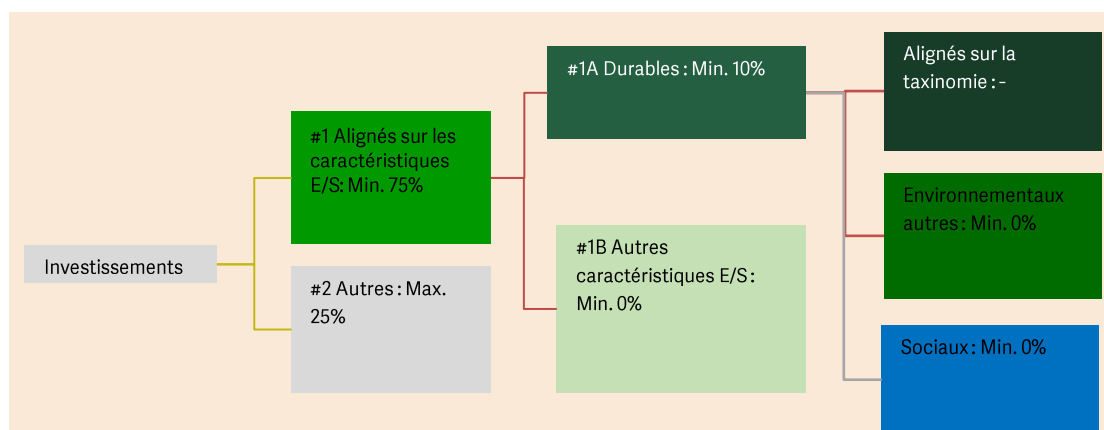 Investissements
#1 Alignés sur les
caractéristiques
E/S: Min. 75%
#2 Autres : Max.
25%
#1A Durables : Min. 10%
#1B Autres
caractéristiques E/S :
Min. 0%
Alignés sur la
taxinomie : -
Environnementaux
autres : Min. 0%
Sociaux : Min. 0%